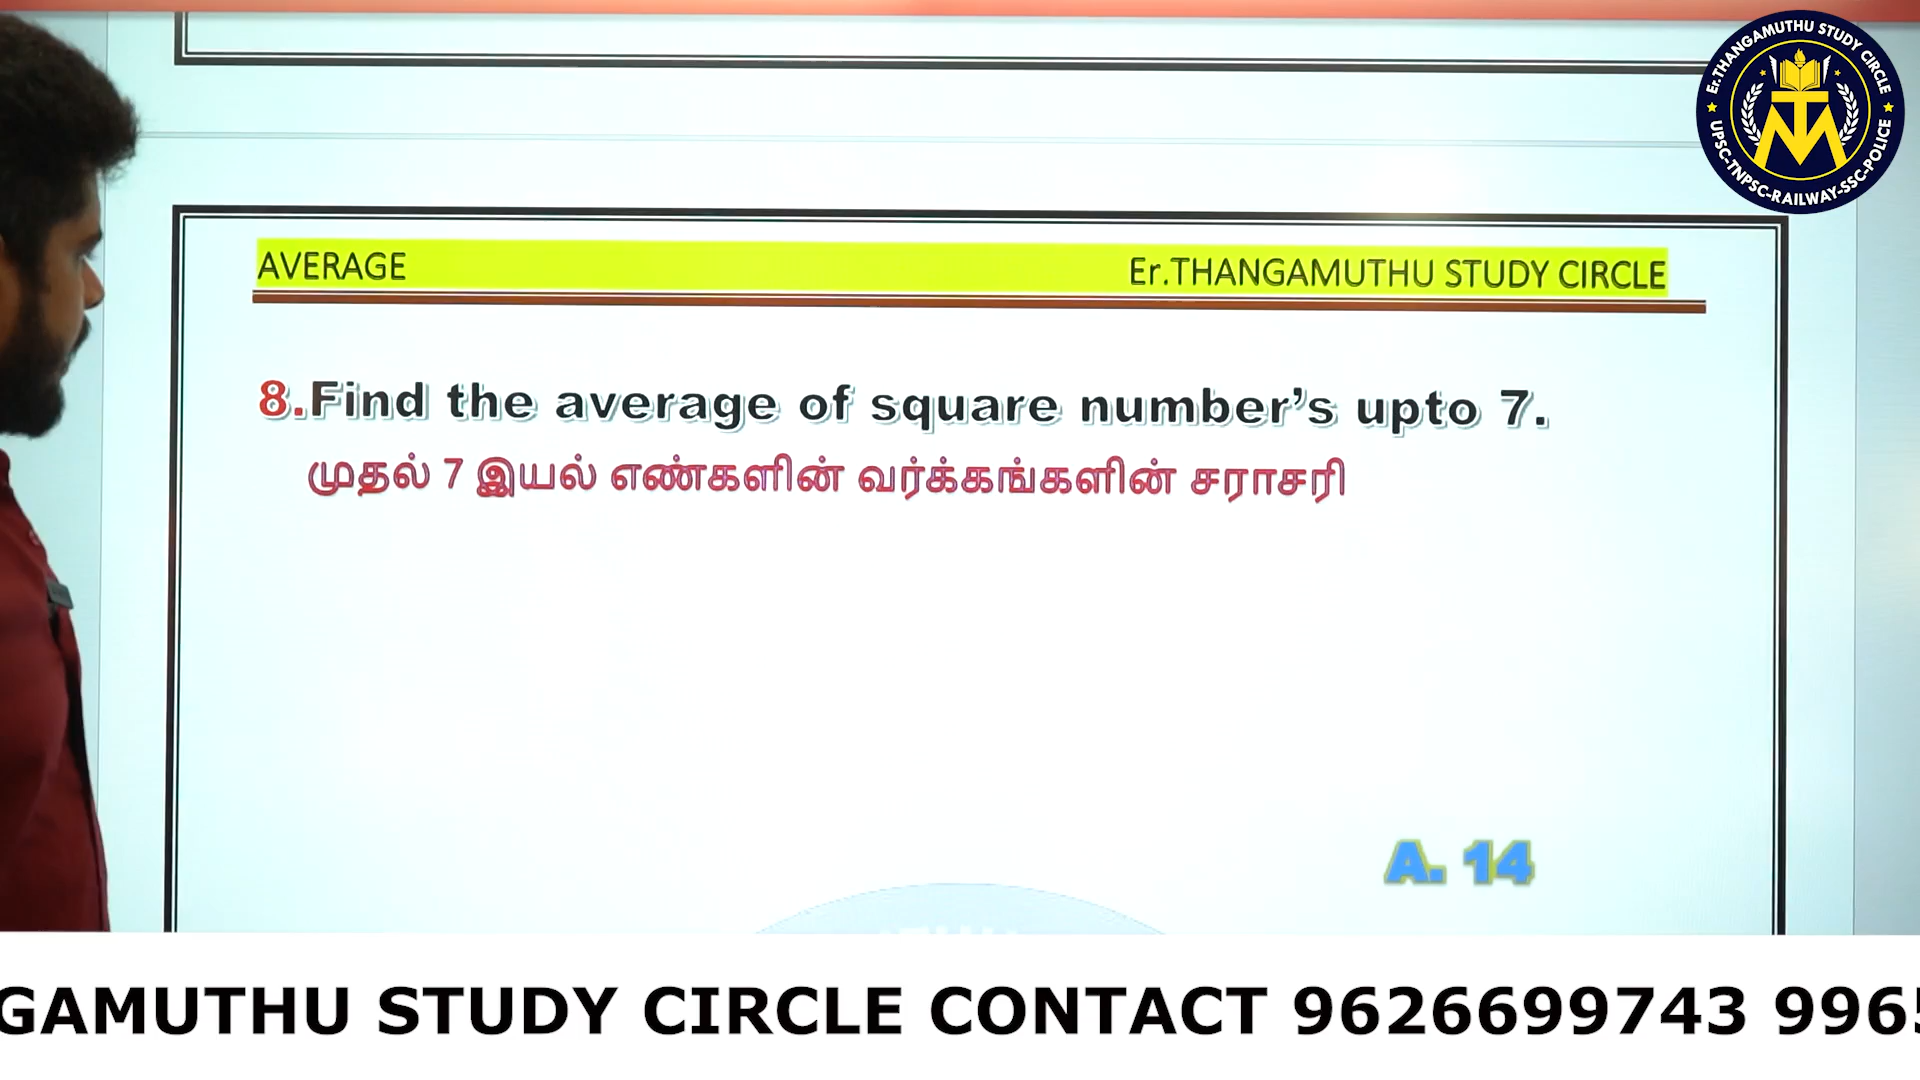 Er.THANGAMUTHU STUDY CIRCLE
UPSC-TNPSC-RAILWAY-SSC-POLICE
AVERAGE Er.THANGAMUTHU STUDY CIRCLE
8.Find the average of square number’s upto 7.
முதல் 7 இயல் எண்களின் வர்க்கங்களின் சராசரி
A. 14
GAMUTHU STUDY CIRCLE CONTACT 9626699743 996